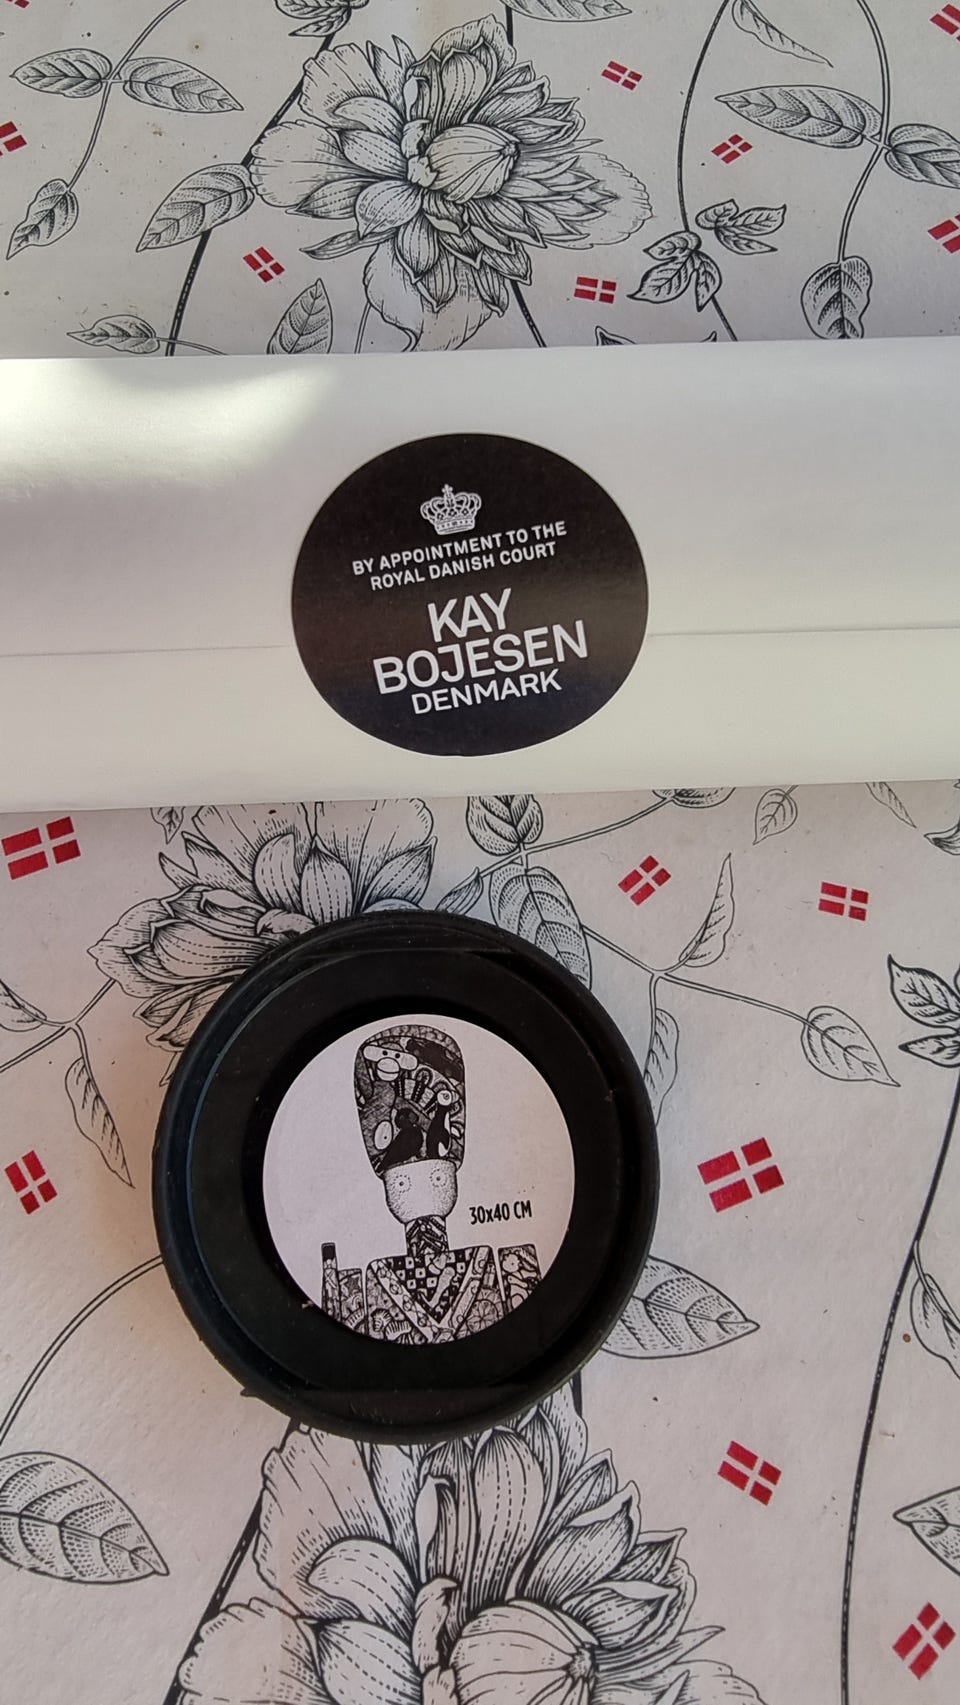 BY APPOINTMENT TO THE
ROYAL DANISH COURT
KAY
BOJESEN
DENMARK
30x40 CM